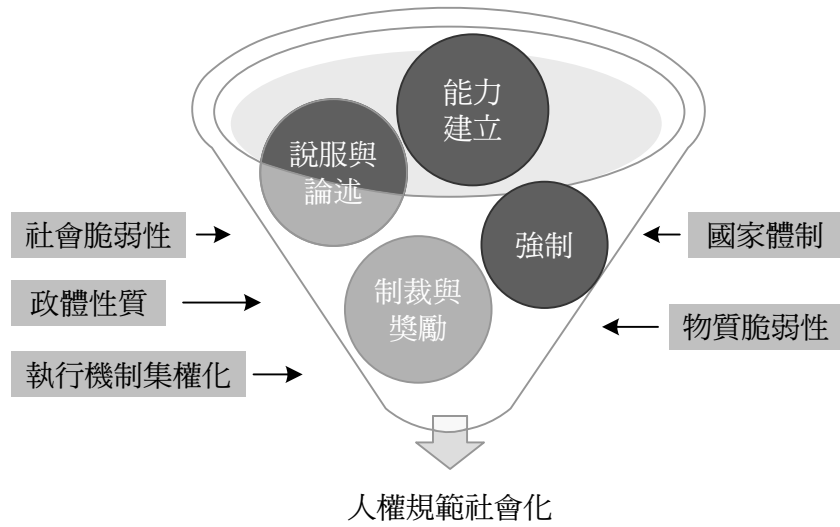 能力
建立
說服與
論述
社會脆弱性
強制
國家體制
政體性質
制裁與
獎勵
物質脆弱性
執行機制集權化
人權規範社會化